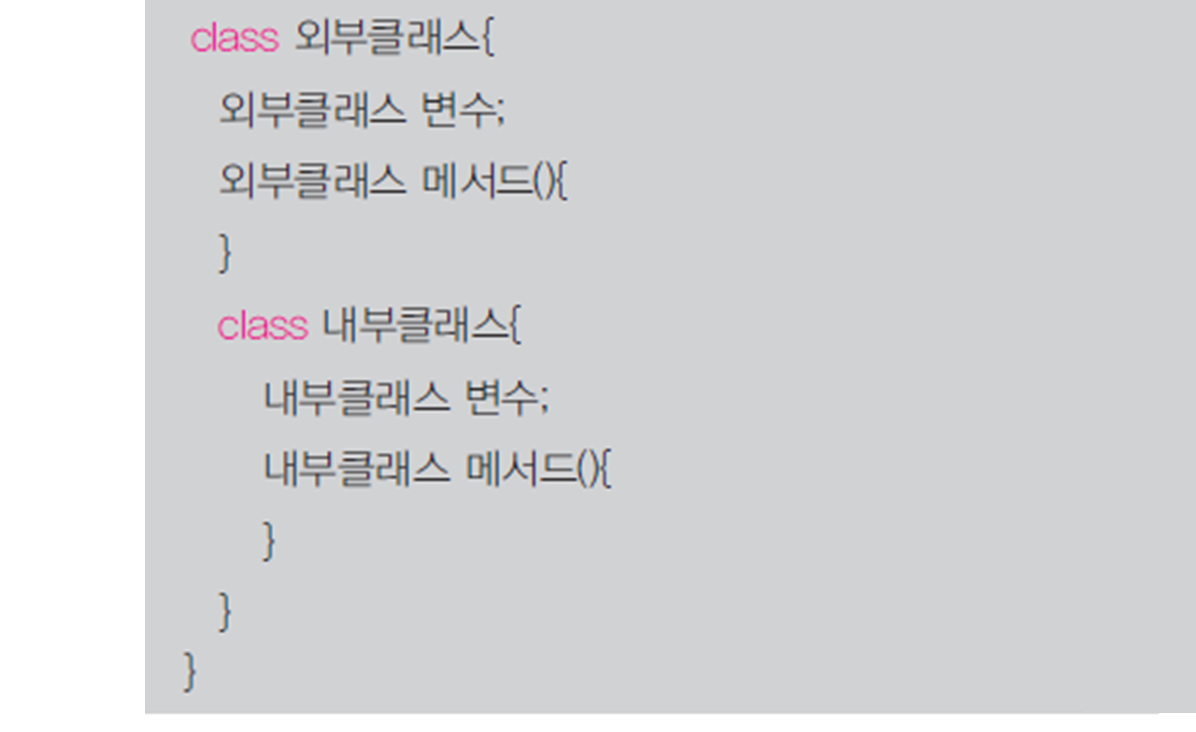 class 외부클래스{
외부클래스 변수;
외부클래스 메서드(){
}
class 내부클래스{
내부클래스 변수;
내부클래스 메서드(){
}
}
}